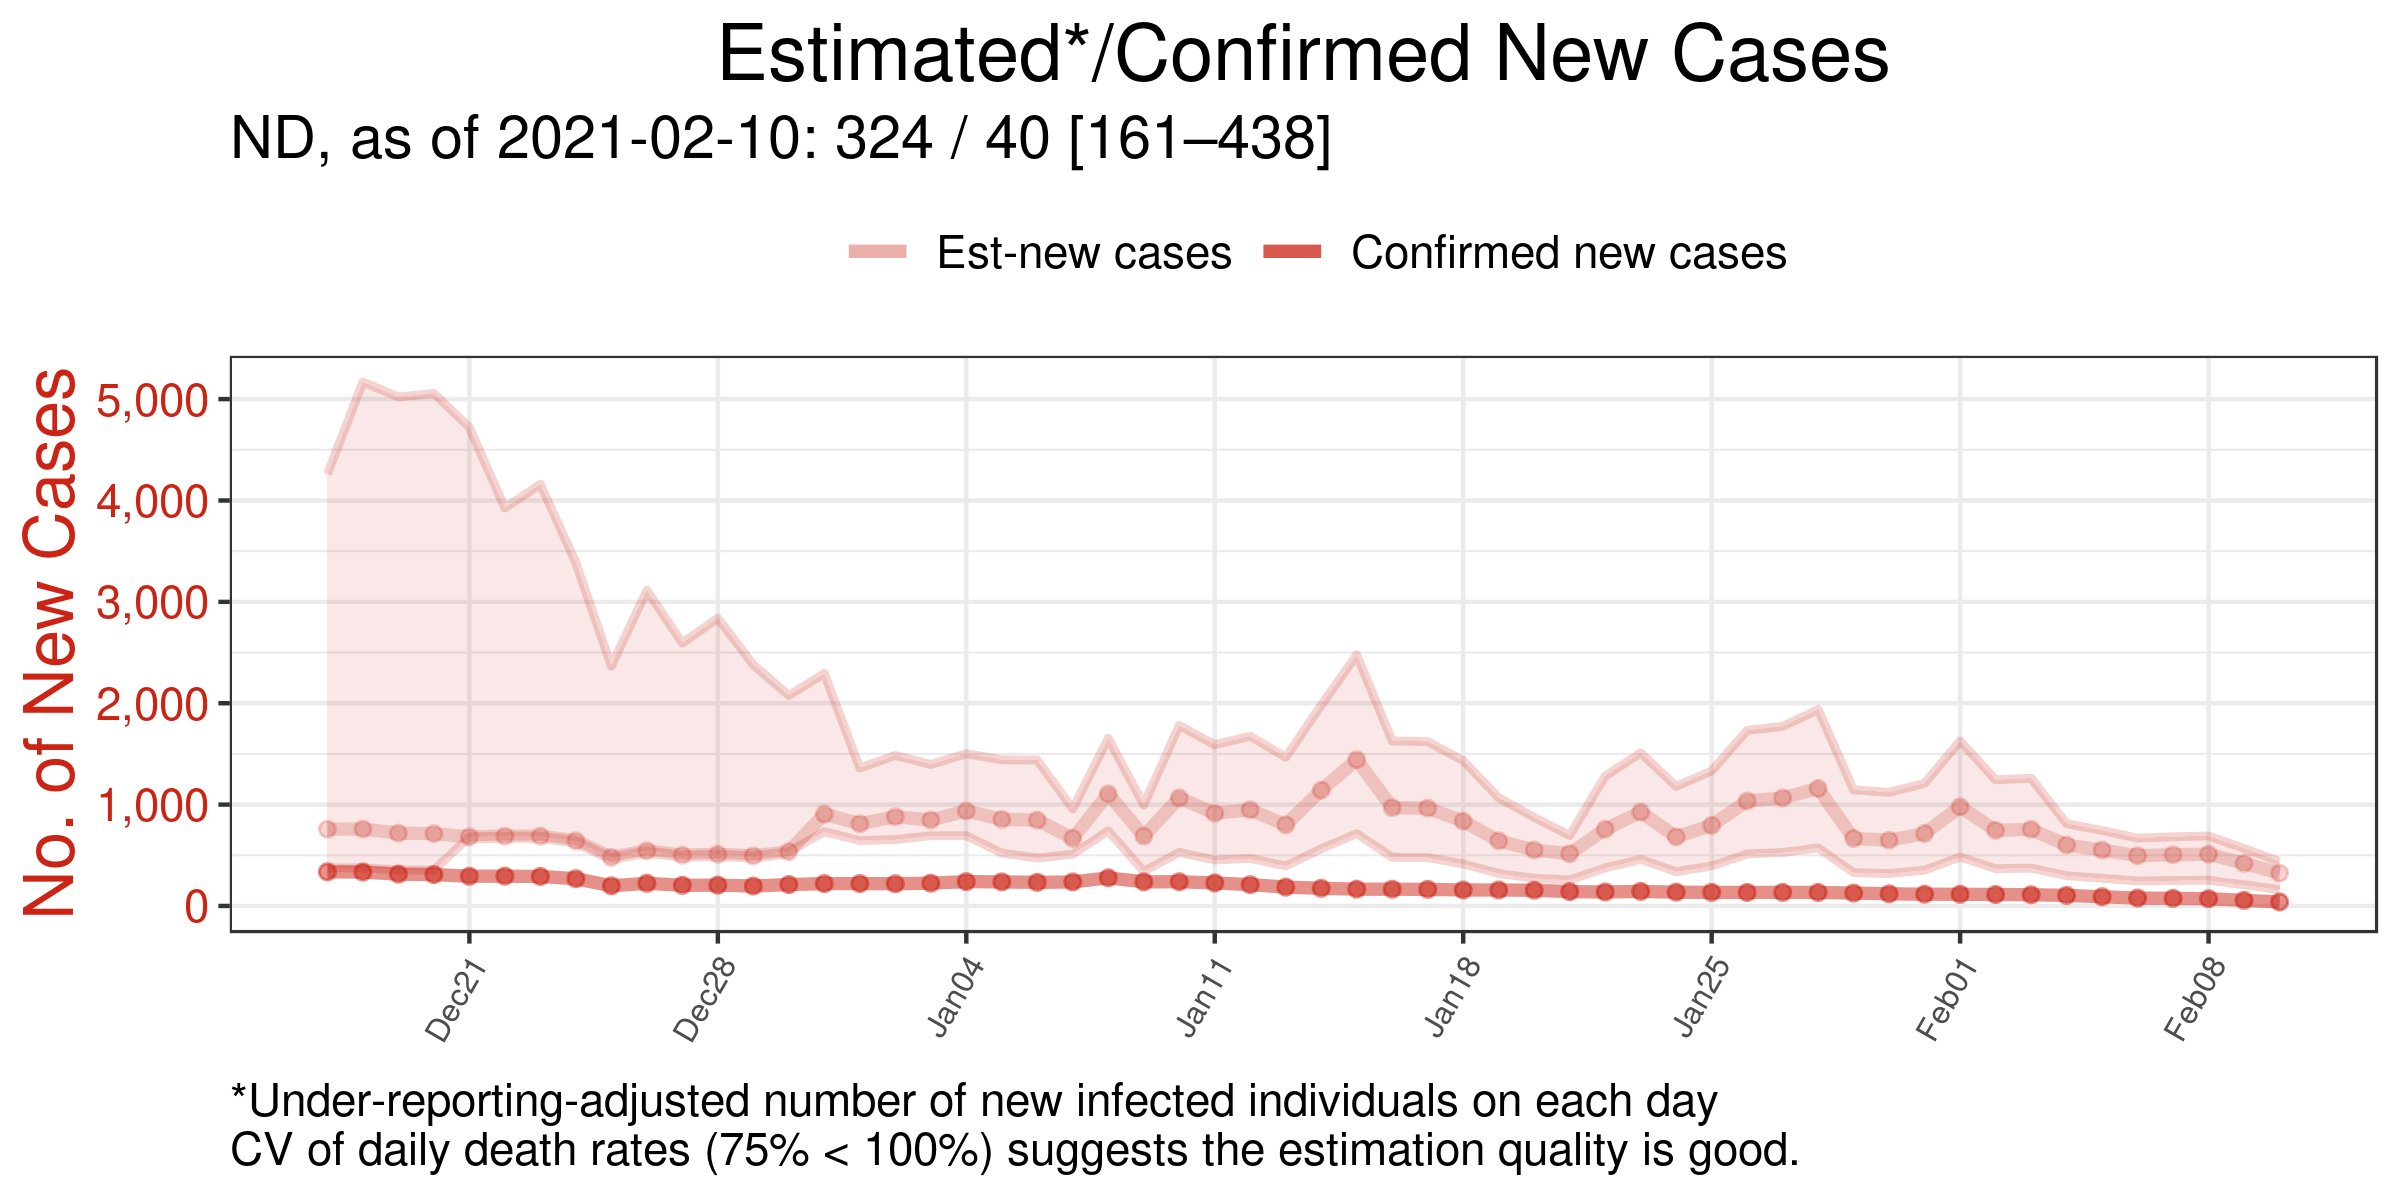 Estimated*/Confirmed New Cases
ND, as of 2021-02-10: 324 / 40 [161–438]
Est-new cases Confirmed new cases
No. of New Cases
5,000
4,000
3,000
2,000
1,000
0
Dec21 Dec28 Jan04 Jan11 Jan18 Jan25 Feb01 Feb08
*Under-reporting-adjusted number of new infected individuals on each day
CV of daily death rates (75% < 100%) suggests the estimation quality is good.